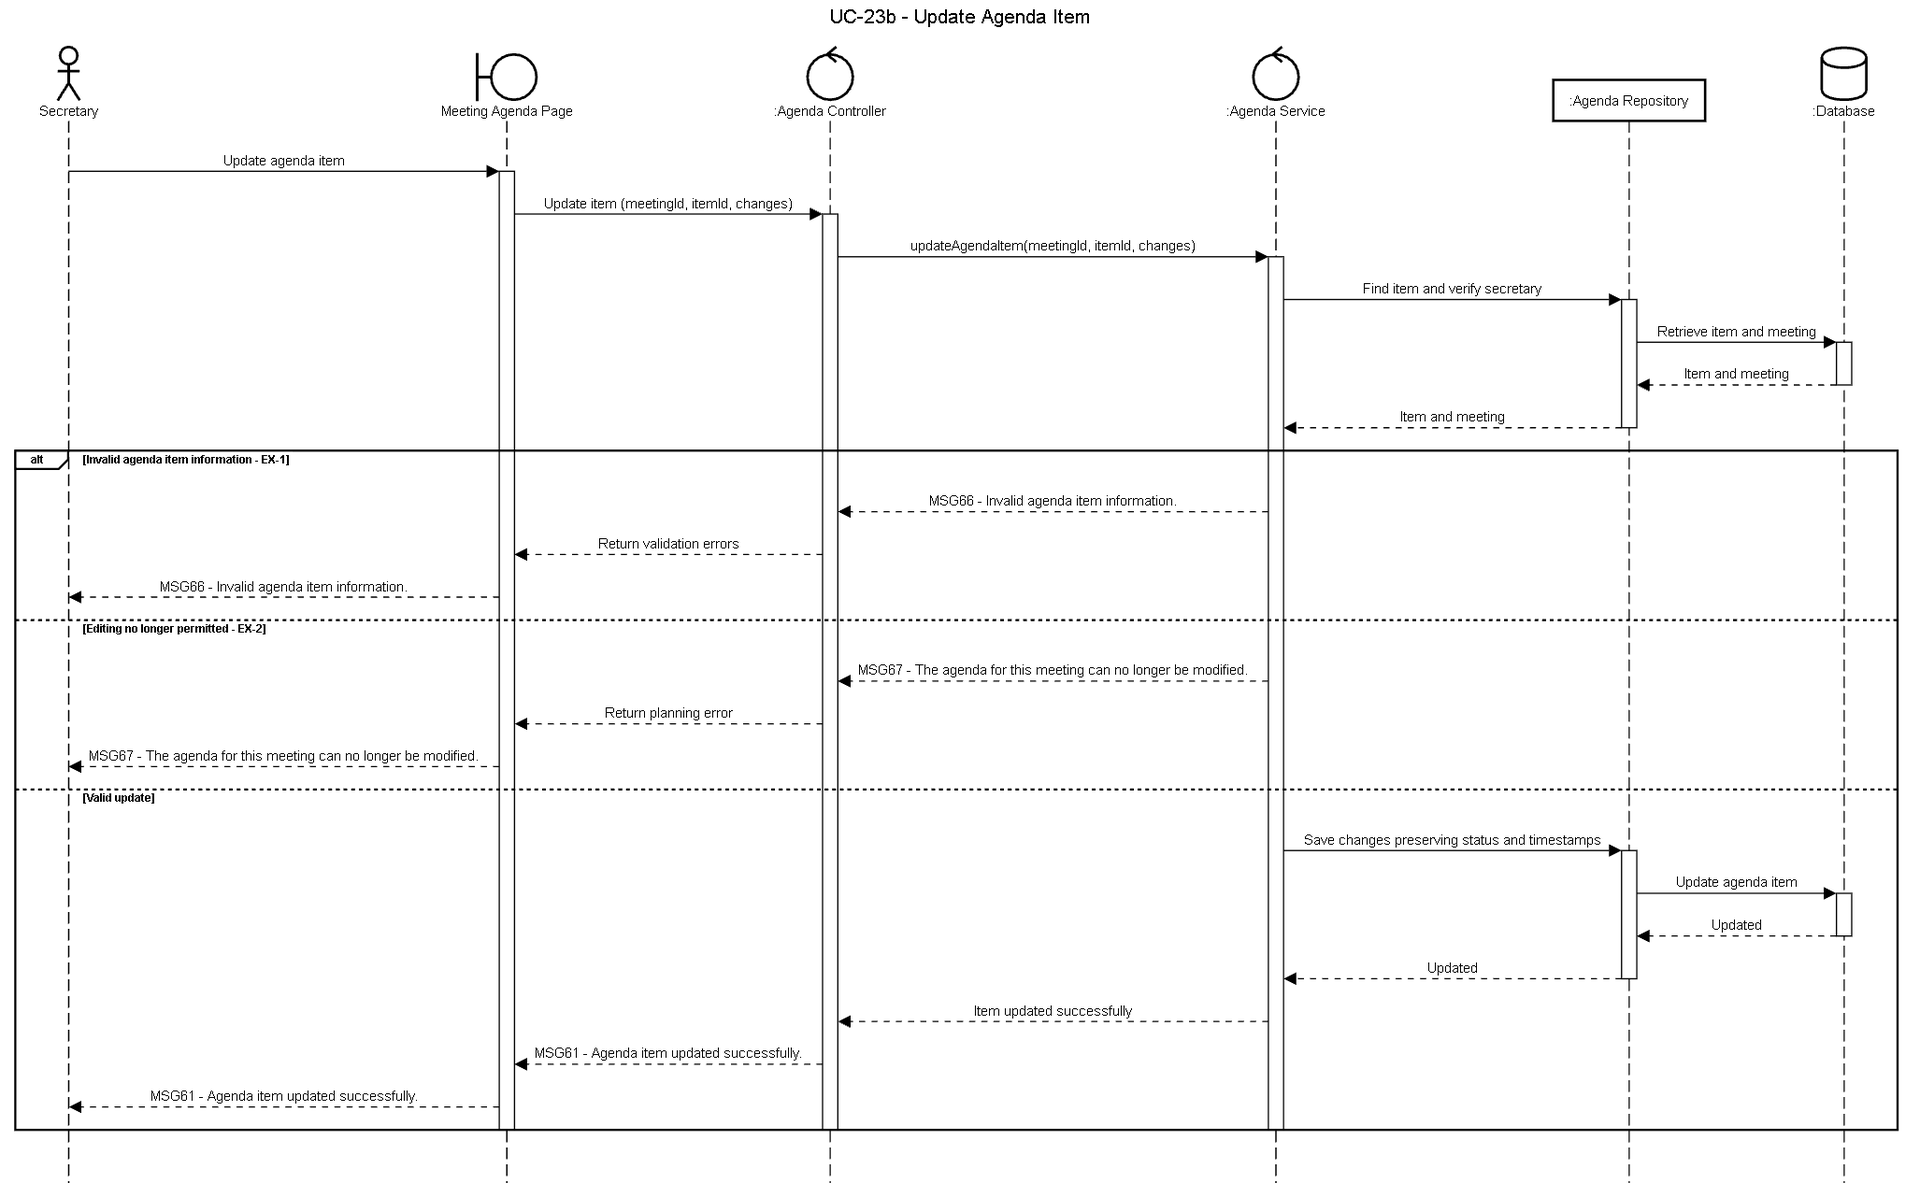 UC-23b - Update Agenda Item
Secretary
Meeting Agenda Page
:Agenda Controller
:Agenda Service
:Agenda Repository
:Database
Update agenda item
Update item (meetingId, itemId, changes)
updateAgendaItem(meetingId, itemId, changes)
Find item and verify secretary
Retrieve item and meeting
Item and meeting
Item and meeting
alt
[Invalid agenda item information - EX-1]
MSG66 - Invalid agenda item information.
Return validation errors
MSG66 - Invalid agenda item information.
[Editing no longer permitted - EX-2]
MSG67 - The agenda for this meeting can no longer be modified.
Return planning error
MSG67 - The agenda for this meeting can no longer be modified.
[Valid update]
Save changes preserving status and timestamps
Update agenda item
Updated
Updated
Item updated successfully
MSG61 - Agenda item updated successfully.
MSG61 - Agenda item updated successfully.